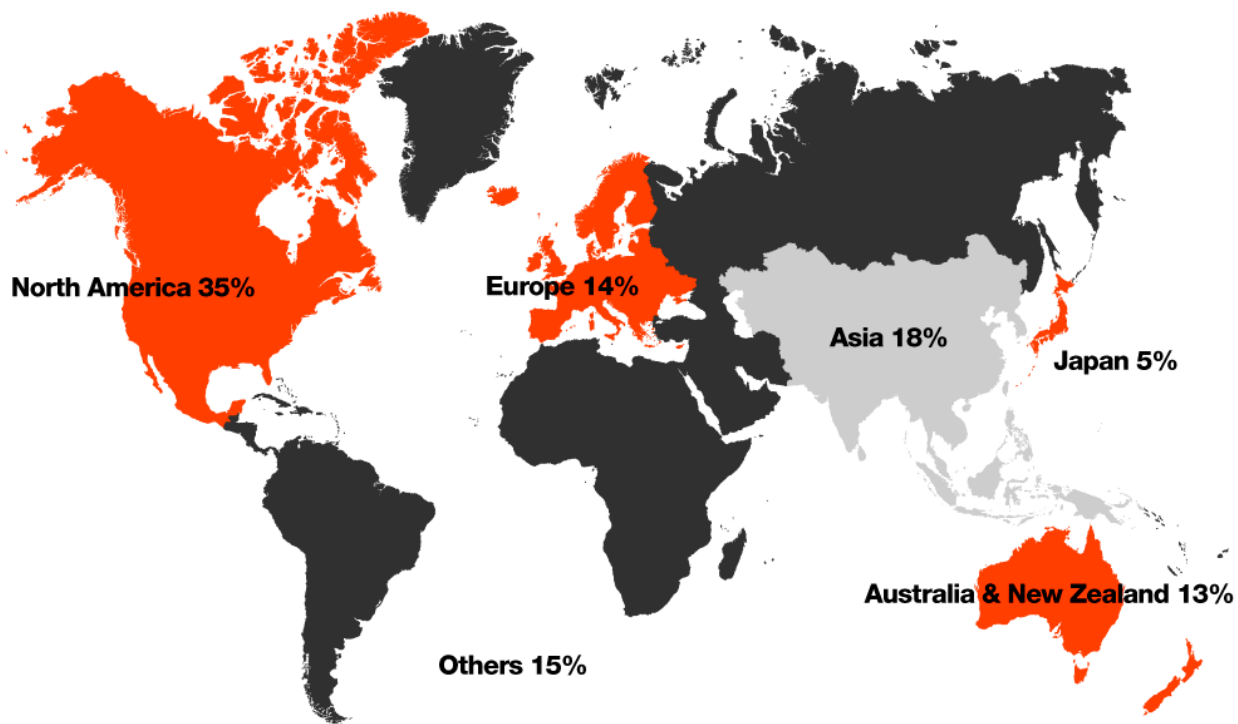 North America 35%
Europe 14%
Asia 18%
Japan 5%
Australia & New Zealand 13%
Others 15%